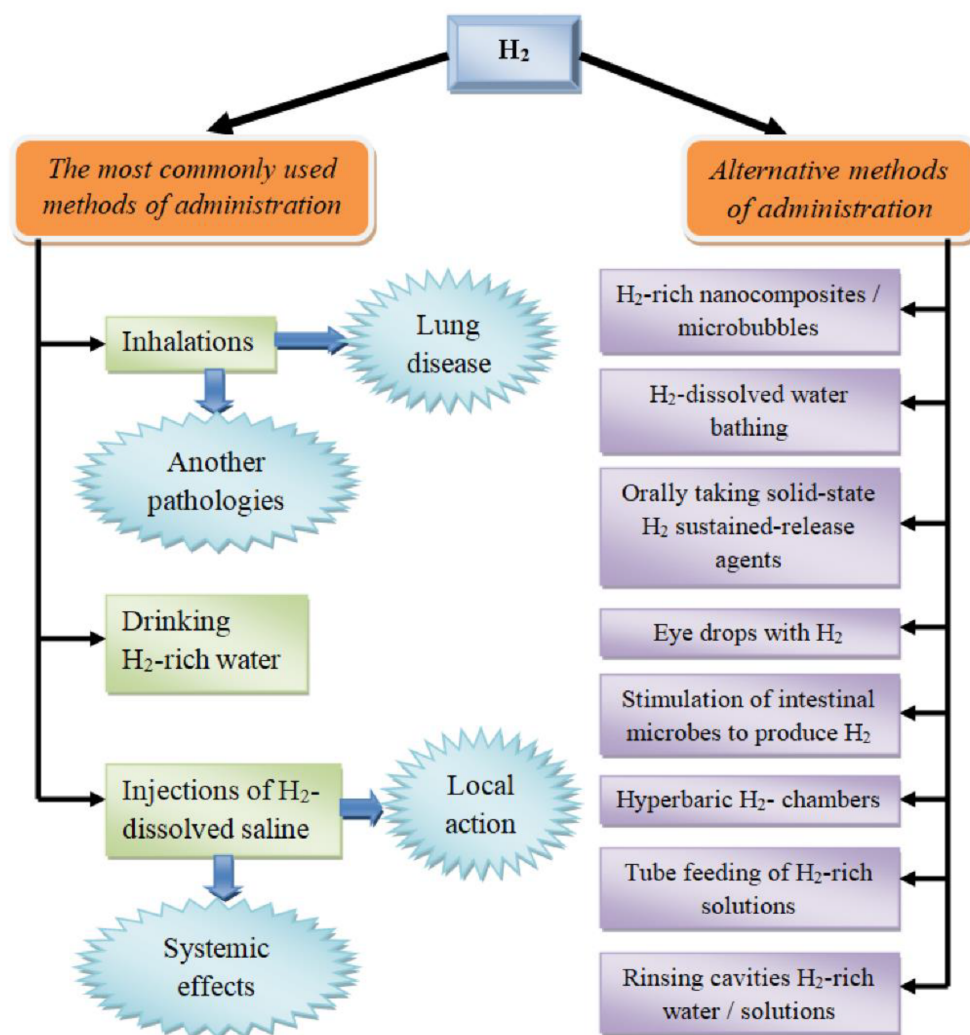 H₂
The most commonly used
methods of administration
Inhalations
Lung
disease
Another
pathologies
Drinking
H₂-rich water
Injections of H₂-
dissolved saline
Local
action
Systemic
effects
Alternative methods
of administration
H₂-rich nanocomposites /
microbubbles
H₂-dissolved water
bathing
Orally taking solid-state
H₂ sustained-release
agents
Eye drops with H₂
Stimulation of intestinal
microbes to produce H₂
Hyperbaric H₂- chambers
Tube feeding of H₂-rich
solutions
Rinsing cavities H₂-rich
water / solutions